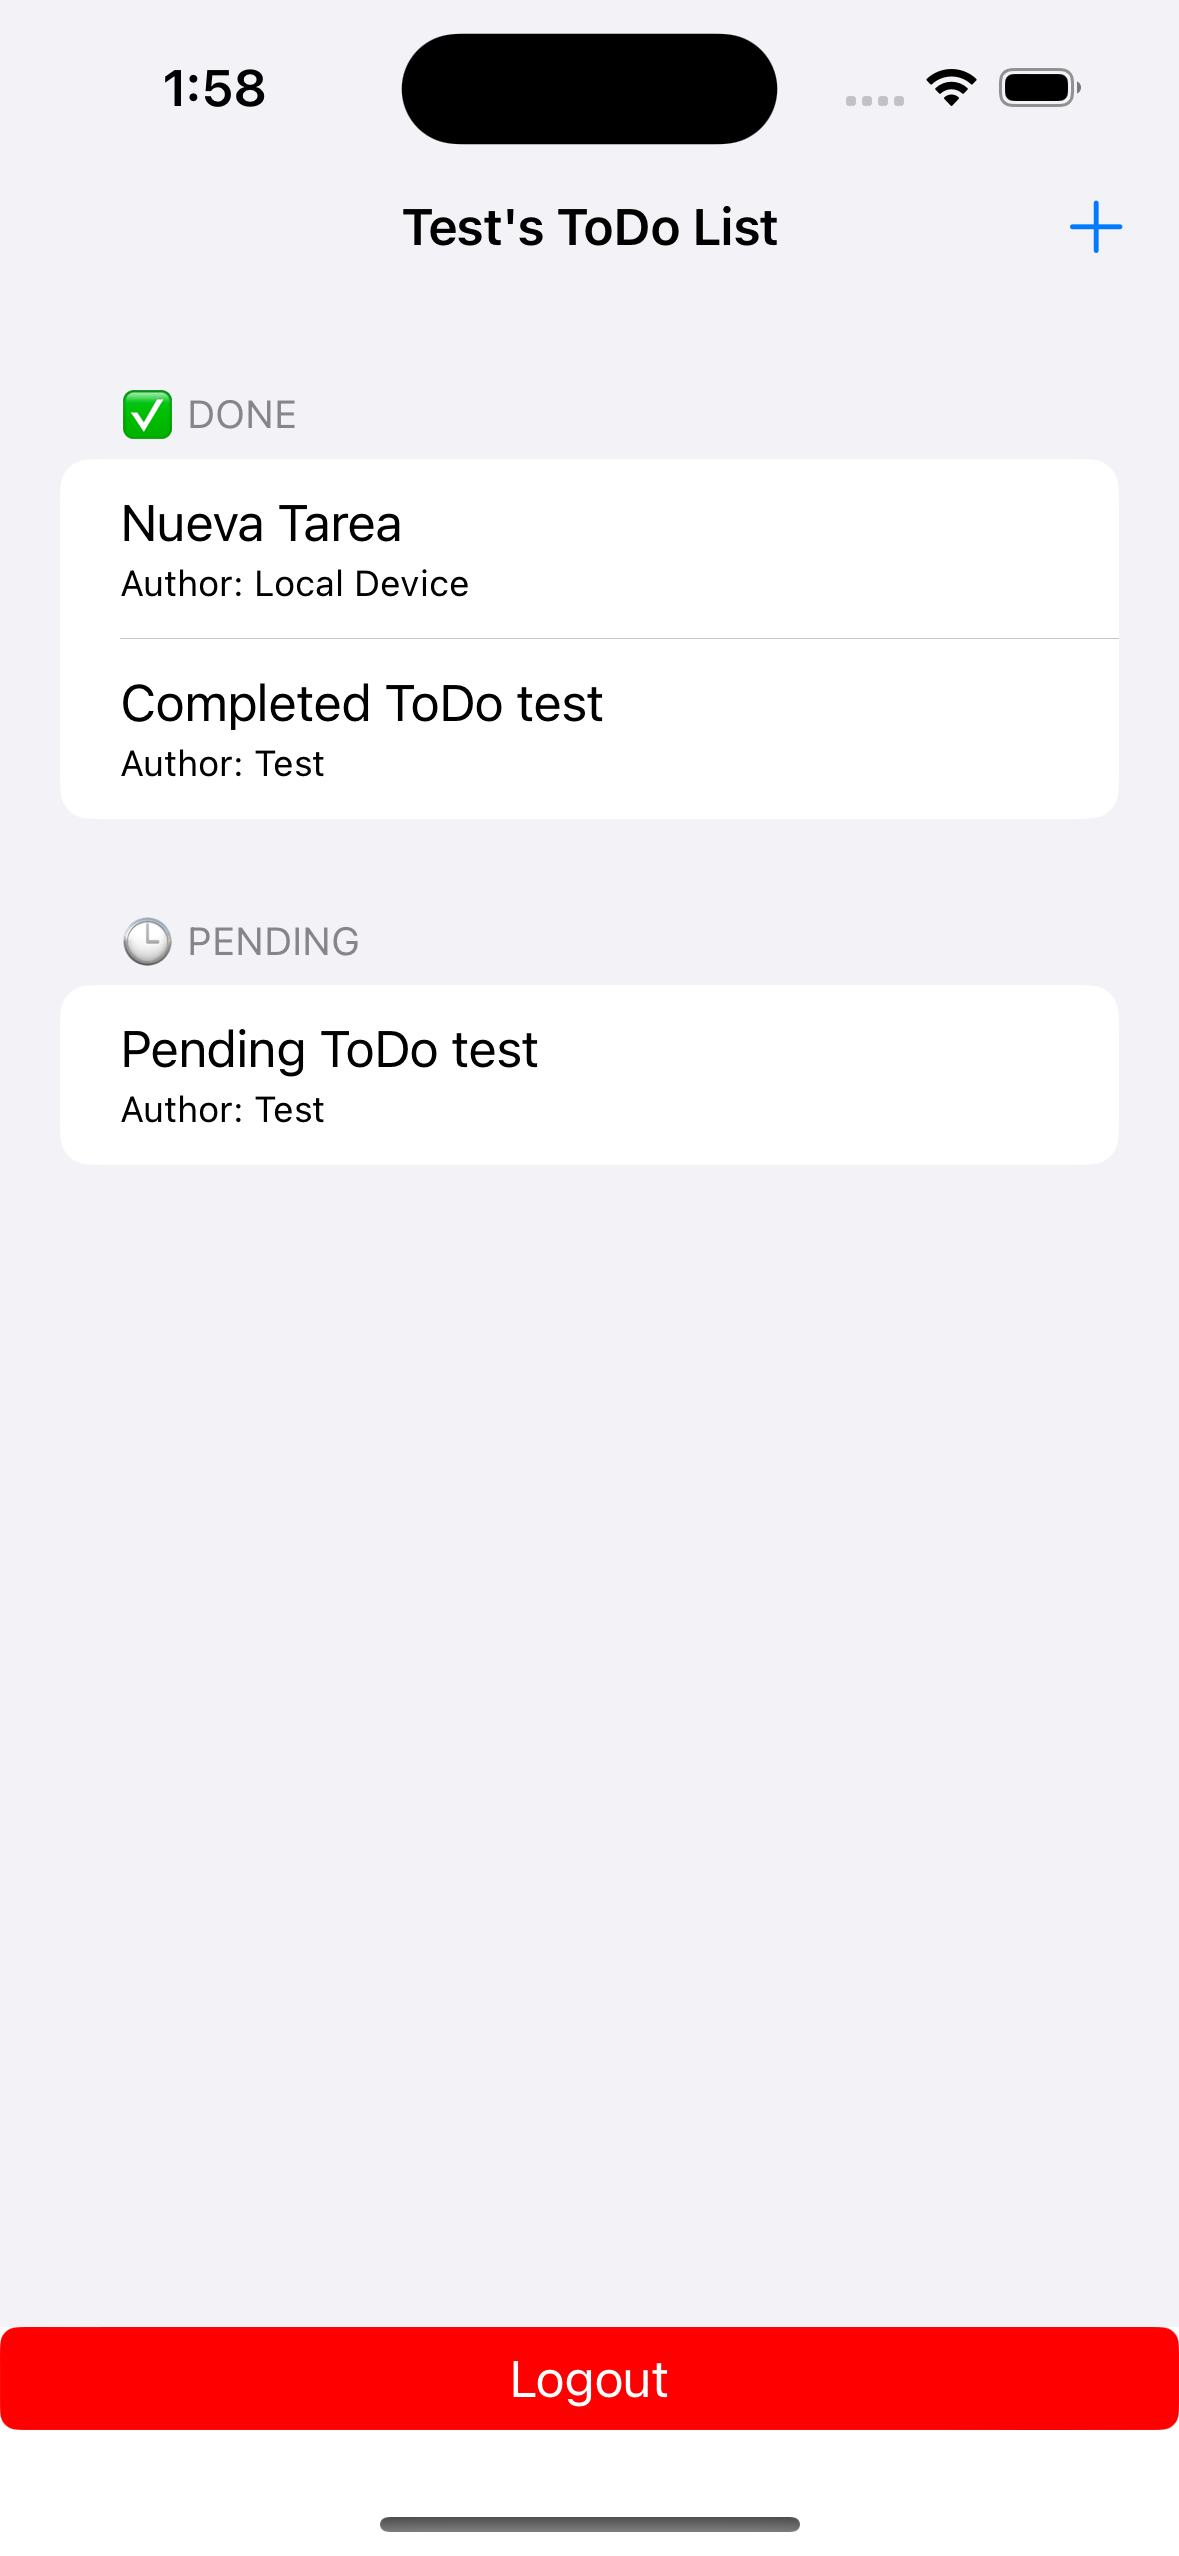 1:58
Test's ToDo List
✅ DONE
Nueva Tarea
Author: Local Device
Completed ToDo test
Author: Test
🕒 PENDING
Pending ToDo test
Author: Test
Logout